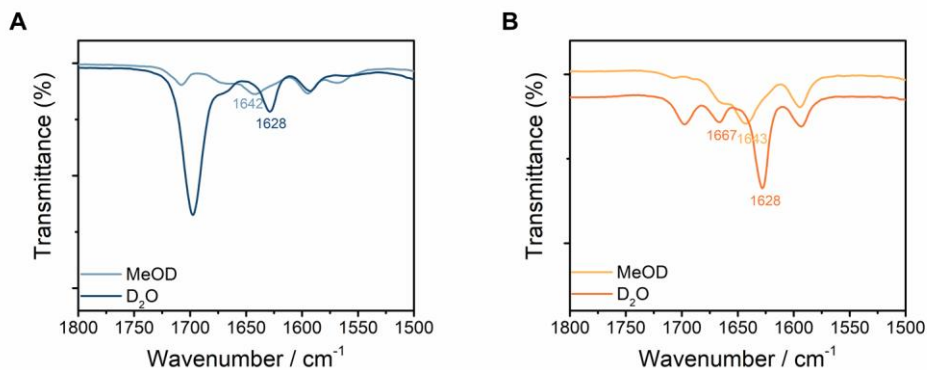 A
Transmittance (%)
1642
1628
MeOD
D₂O
1800 1750 1700 1650 1600 1550 1500
Wavenumber / cm⁻¹
B
Transmittance (%)
1667
1643
1628
MeOD
D₂O
1800 1750 1700 1650 1600 1550 1500
Wavenumber / cm⁻¹